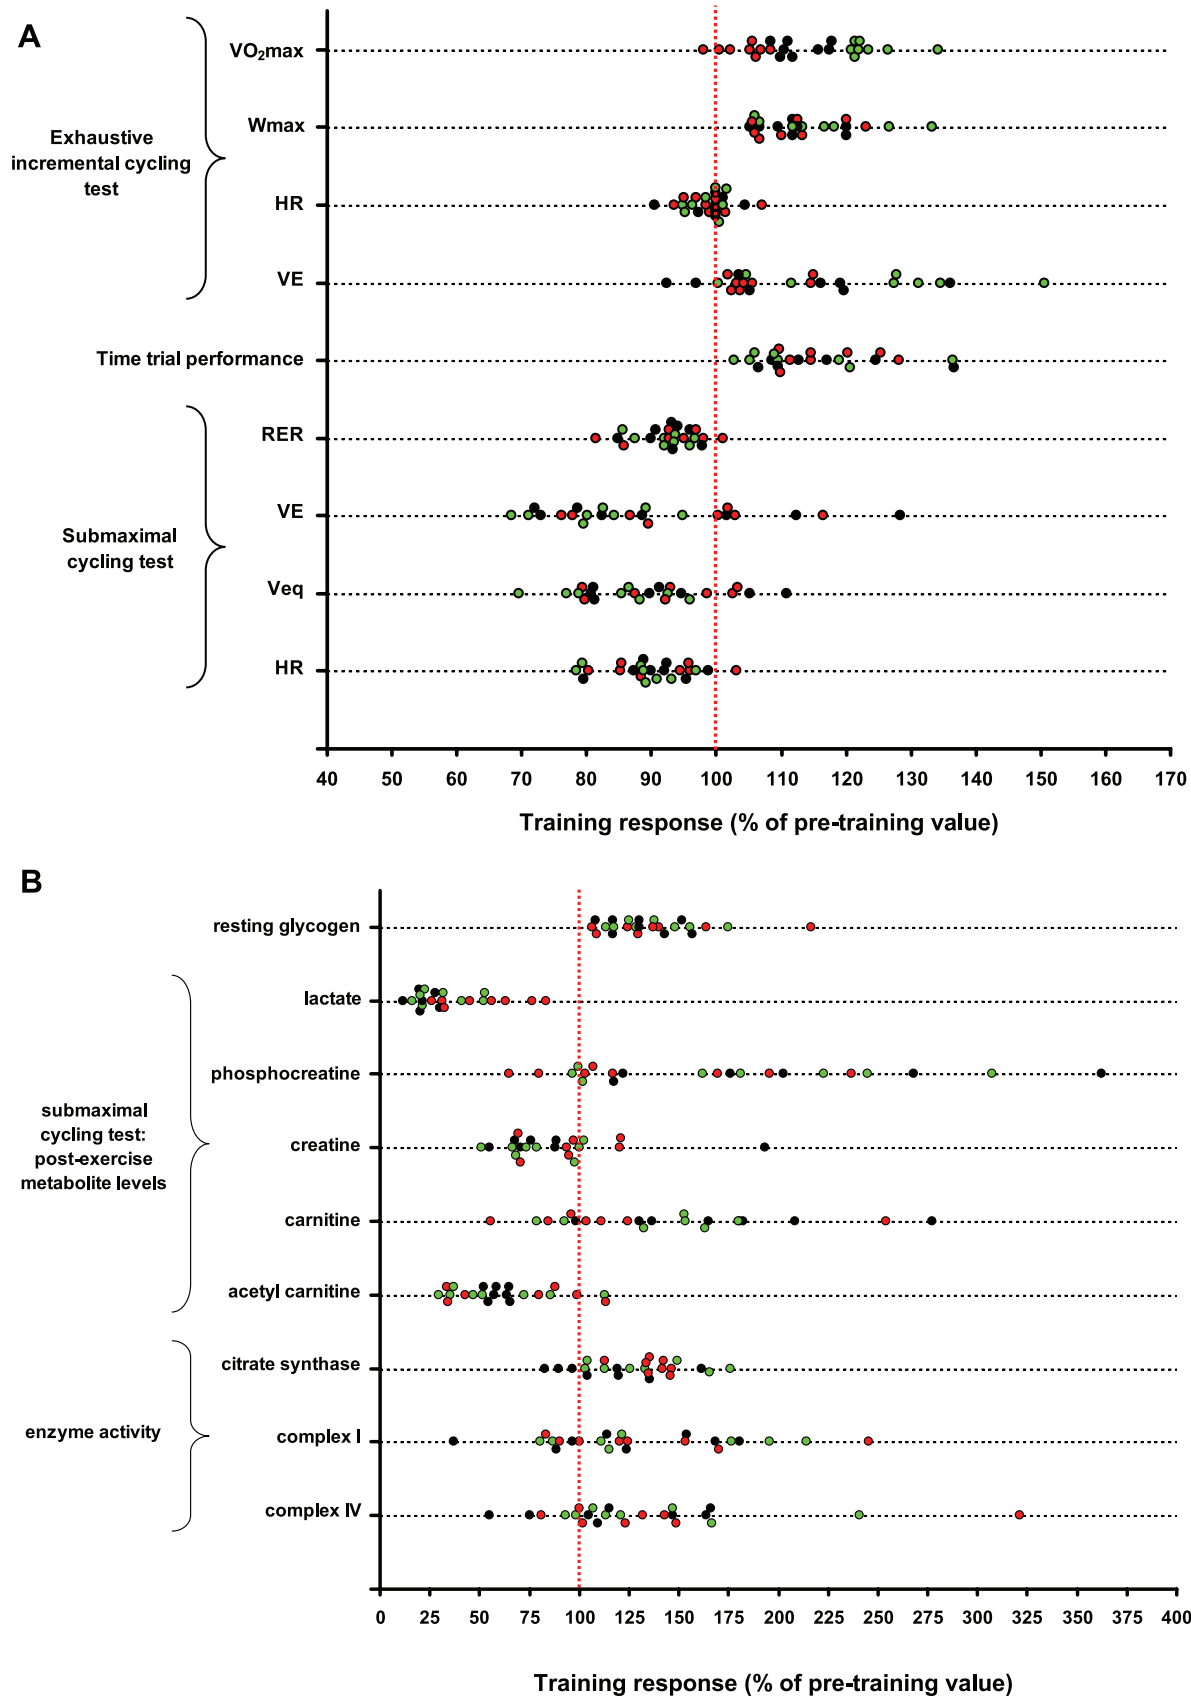 A
VO2max
Wmax
Exhaustive
incremental cycling
test
HR
VE
Time trial performance
RER
VE
Submaximal
cycling test
Veq
HR
40 50 60 70 80 90 100 110 120 130 140 150 160 170
Training response (% of pre-training value)
B
resting glycogen
lactate
phosphocreatine
submaximal
cycling test:
post-exercise
metabolite levels
creatine
carnitine
acetyl carnitine
citrate synthase
enzyme activity
complex I
complex IV
0 25 50 75 100 125 150 175 200 225 250 275 300 325 350 375 400
Training response (% of pre-training value)